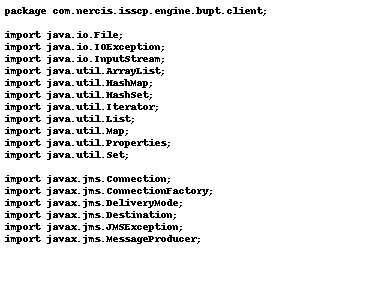 package com.nercis.isscp.engine.bupt.client;
import java.io.File;
import java.io.IOException;
import java.io.InputStream;
import java.util.ArrayList;
import java.util.HashMap;
import java.util.HashSet;
import java.util.Iterator;
import java.util.List;
import java.util.Map;
import java.util.Properties;
import java.util.Set;
import javax.jms.Connection;
import javax.jms.ConnectionFactory;
import javax.jms.DeliveryMode;
import javax.jms.Destination;
import javax.jms.JMSException;
import javax.jms.MessageProducer;